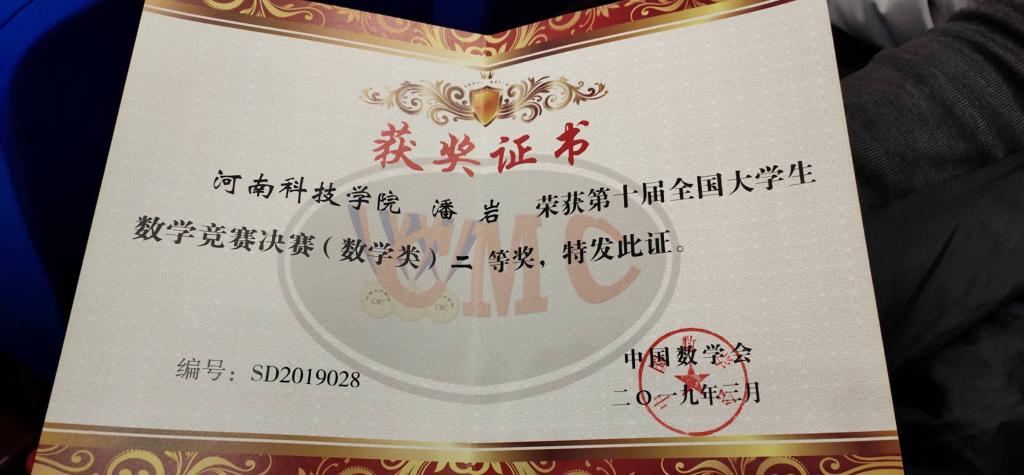 获奖证书
河南科技学院 潘岩 荣获第十届全国大学生
数学竞赛决赛(数学类)二等奖,特发此证。
CMC
CMC
CMC
编号:SD2019028
中国数学会
二〇一九年三月